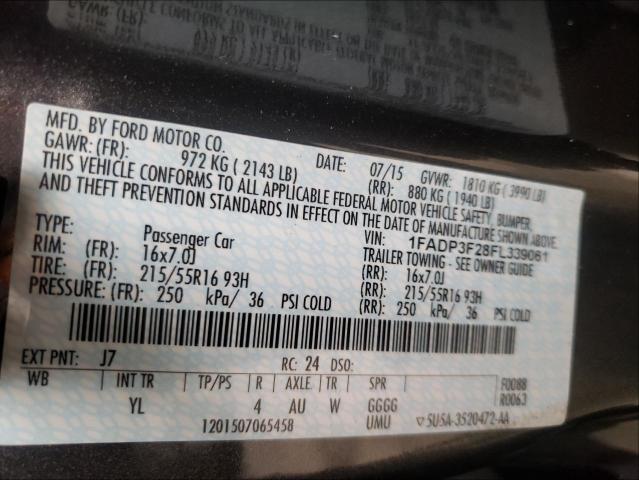 MFD. BY FORD MOTOR CO.
DATE: 07/15 GVWR: 1810 KG ( 3990 LB)
GAWR: (FR): 972 KG ( 2143 LB) (RR): 880 KG ( 1940 LB)
THIS VEHICLE CONFORMS TO ALL APPLICABLE FEDERAL MOTOR VEHICLE SAFETY, BUMPER,
AND THEFT PREVENTION STANDARDS IN EFFECT ON THE DATE OF MANUFACTURE SHOWN ABOVE.
VIN: 1FADP3F28FL339061
TYPE: Passenger Car TRAILER TOWING - SEE OWNER GUIDE
RIM: (FR): 16x7.0J (RR): 16x7.0J
TIRE: (FR): 215/55R16 93H (RR): 215/55R16 93H
PRESSURE: (FR): 250 kPa/ 36 PSI COLD (RR): 250 kPa/ 36 PSI COLD
EXT PNT: J7 RC: 24 DSO:
WB INT TR TP/PS R AXLE TR SPR F0088
R0063
YL 4 AU W GGGG
1201507065458 UMU ▽5U5A-3520472-AA